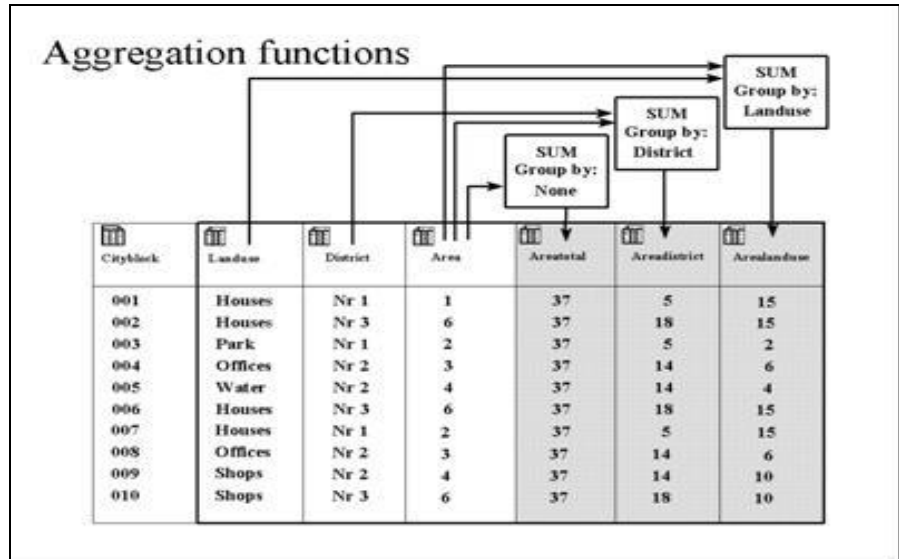 Aggregation functions
SUM
Group by:
Landuse
SUM
Group by:
District
SUM
Group by:
None
Cityblock Landuse District Area Areatotal Areadistrict Arealanduse
001 Houses Nr 1 1 37 5 15
002 Houses Nr 3 6 37 18 15
003 Park Nr 1 2 37 5 2
004 Offices Nr 2 3 37 14 6
005 Water Nr 2 4 37 14 4
006 Houses Nr 3 6 37 18 15
007 Houses Nr 1 2 37 5 15
008 Offices Nr 2 3 37 14 6
009 Shops Nr 2 4 37 14 10
010 Shops Nr 3 6 37 18 10